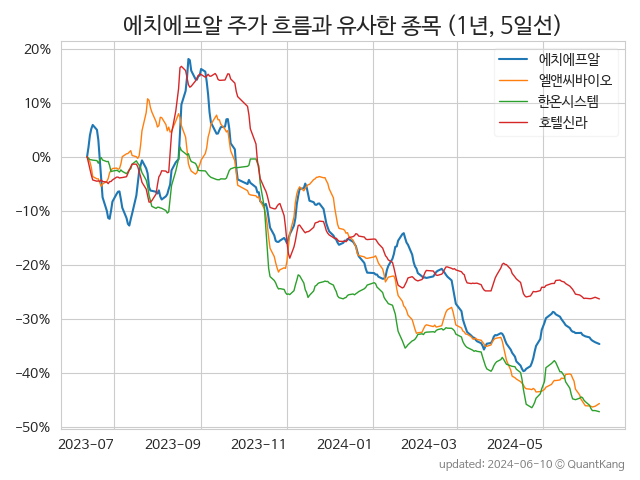 에치에프알 주가 흐름과 유사한 종목 (1년, 5일선)
에치에프알
엘앤씨바이오
한온시스템
호텔신라
20%
10%
0%
−10%
−20%
−30%
−40%
−50%
2023-07 2023-09 2023-11 2024-01 2024-03 2024-05
updated: 2024-06-10 © QuantKang